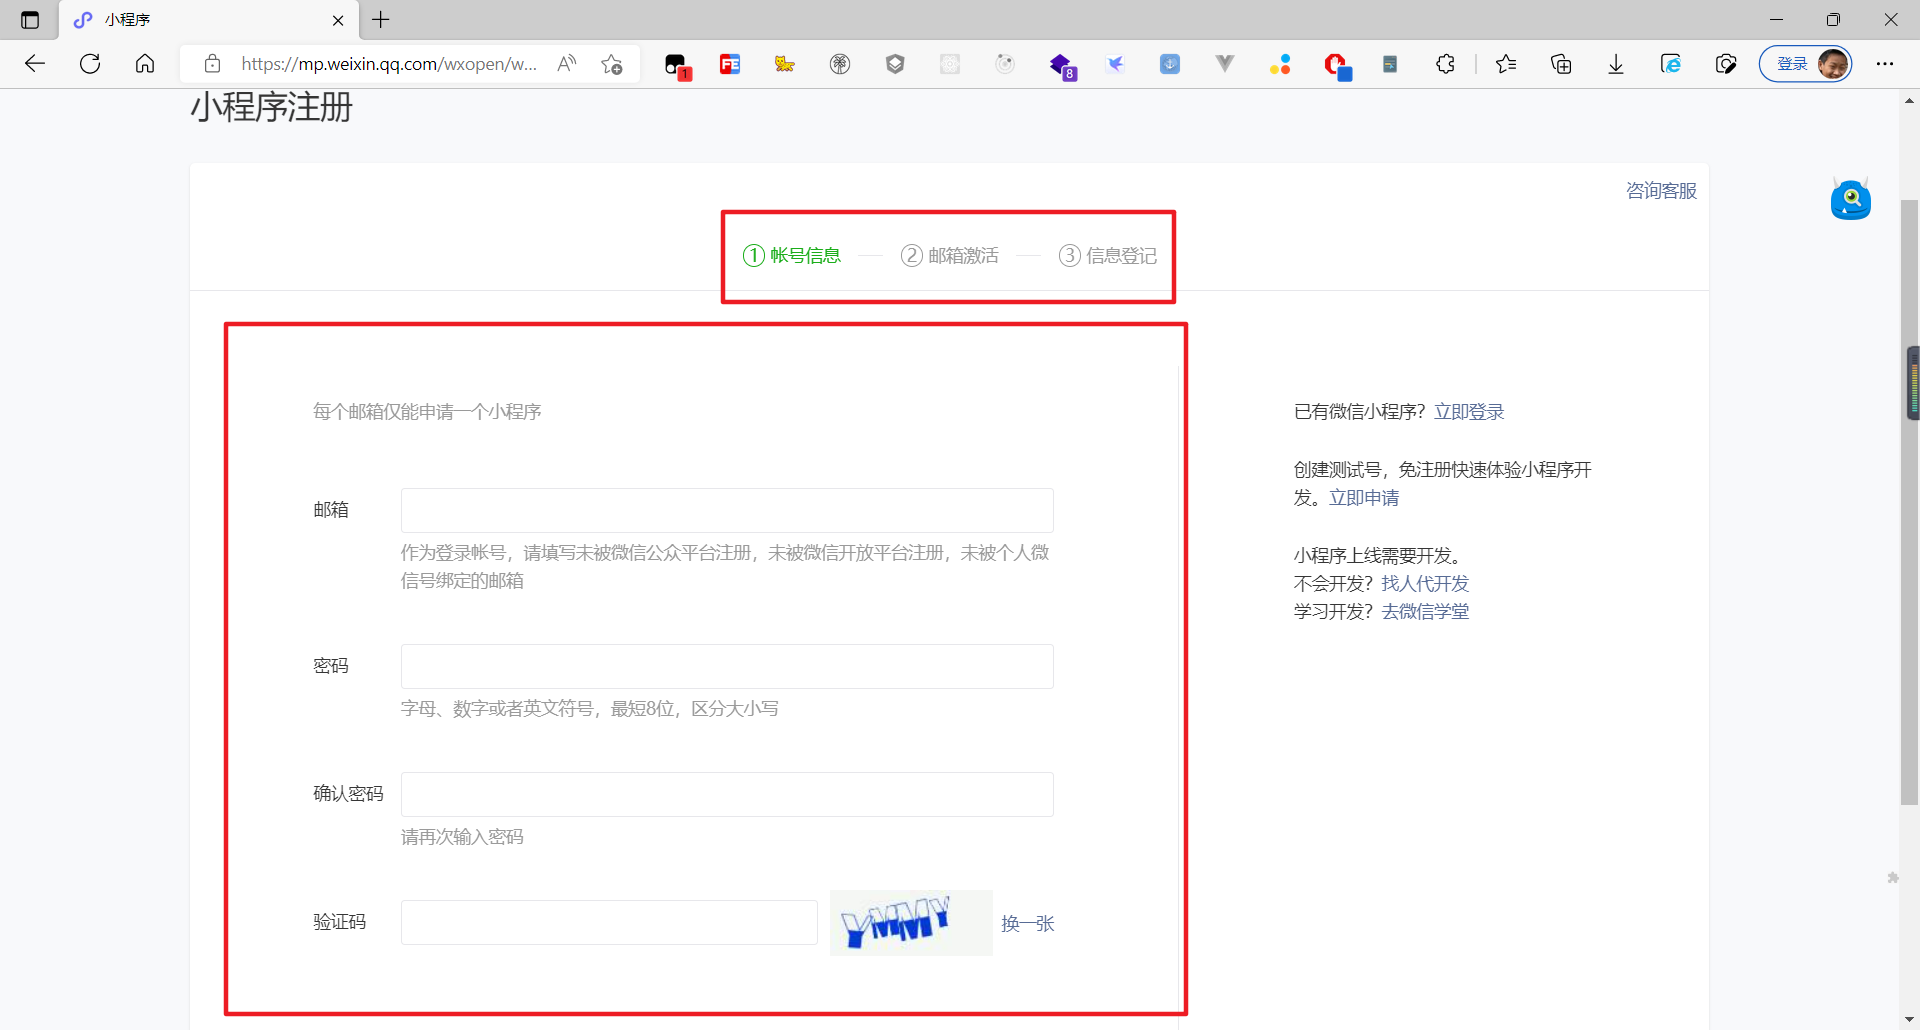 小程序
https://mp.weixin.qq.com/wxopen/w...
1
FE
8
登录
小程序注册
咨询客服
1 帐号信息
2 邮箱激活
3 信息登记
每个邮箱仅能申请一个小程序
邮箱
作为登录帐号，请填写未被微信公众平台注册，未被微信开放平台注册，未被个人微
信号绑定的邮箱
密码
字母、数字或者英文符号，最短8位，区分大小写
确认密码
请再次输入密码
验证码
YMMY
换一张
已有微信小程序？立即登录
创建测试号，免注册快速体验小程序开
发。立即申请
小程序上线需要开发。
不会开发？找人代开发
学习开发？去微信学堂